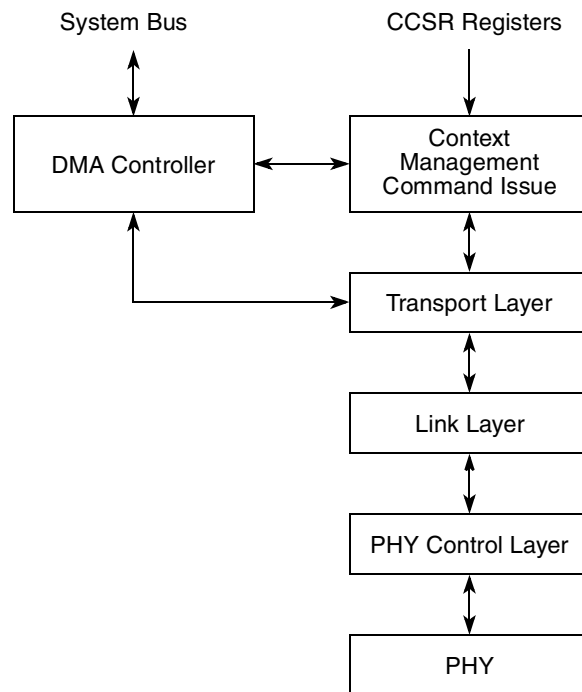 System Bus
CCSR Registers
DMA Controller
Context
Management
Command Issue
Transport Layer
Link Layer
PHY Control Layer
PHY